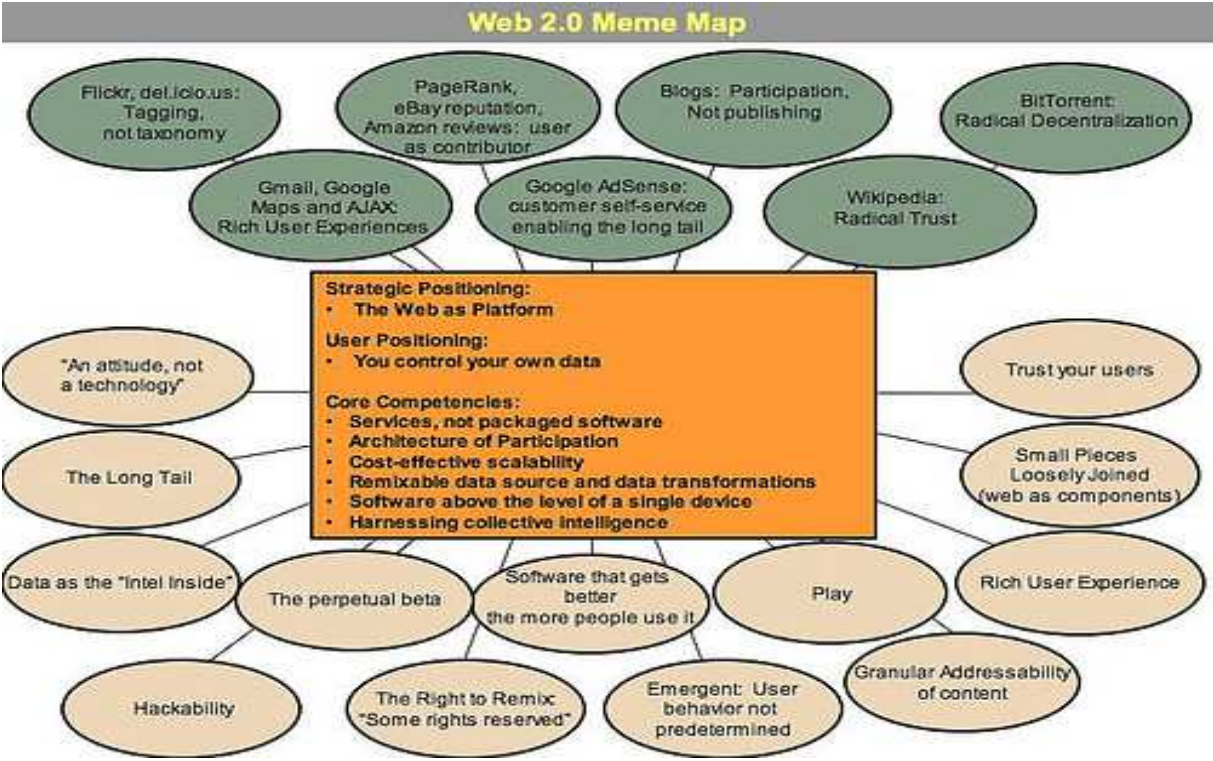 Web 2.0 Meme Map
Flickr, del.icio.us:
Tagging,
not taxonomy
PageRank,
eBay reputation,
Amazon reviews: user
as contributor
Blogs: Participation,
Not publishing
BitTorrent:
Radical Decentralization
Gmail, Google
Maps and AJAX:
Rich User Experiences
Google AdSense:
customer self-service
enabling the long tail
Wikipedia:
Radical Trust
Strategic Positioning:
• The Web as Platform
User Positioning:
• You control your own data
Core Competencies:
• Services, not packaged software
• Architecture of Participation
• Cost-effective scalability
• Remixable data source and data transformations
• Software above the level of a single device
• Harnessing collective intelligence
"An attitude, not
a technology"
Trust your users
The Long Tail
Small Pieces
Loosely Joined
(web as components)
Data as the "Intel Inside"
The perpetual beta
Software that gets
better
the more people use it
Play
Rich User Experience
Hackability
The Right to Remix:
"Some rights reserved"
Emergent: User
behavior not
predetermined
Granular Addressability
of content